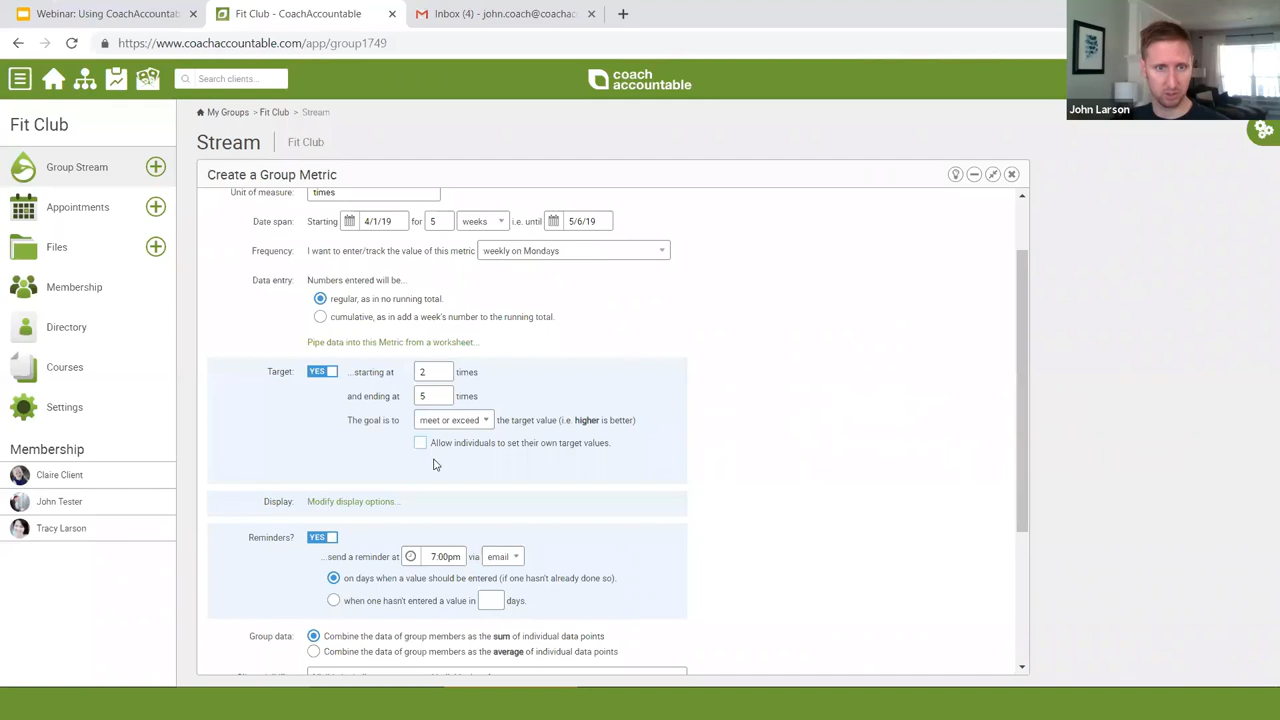 Webinar: Using CoachAccountab
Fit Club - CoachAccountable
Inbox (4) - john.coach@coachac
https://www.coachaccountable.com/app/group1749
Search clients...
coach
accountable
John Larson
Fit Club
Group Stream
Appointments
Files
Membership
Directory
Courses
Settings
Membership
Claire Client
John Tester
Tracy Larson
My Groups > Fit Club > Stream
Stream Fit Club
Create a Group Metric
Unit of measure: times
Date span: Starting 4/1/19 for 5 weeks i.e. until 5/6/19
Frequency: I want to enter/track the value of this metric weekly on Mondays
Data entry: Numbers entered will be...
regular, as in no running total.
cumulative, as in add a week's number to the running total.
Pipe data into this Metric from a worksheet...
Target: YES ...starting at 2 times
and ending at 5 times
The goal is to meet or exceed the target value (i.e. higher is better)
Allow individuals to set their own target values.
Display: Modify display options...
Reminders? YES
...send a reminder at 7:00pm via email
on days when a value should be entered (if one hasn't already done so).
when one hasn't entered a value in days.
Group data: Combine the data of group members as the sum of individual data points
Combine the data of group members as the average of individual data points